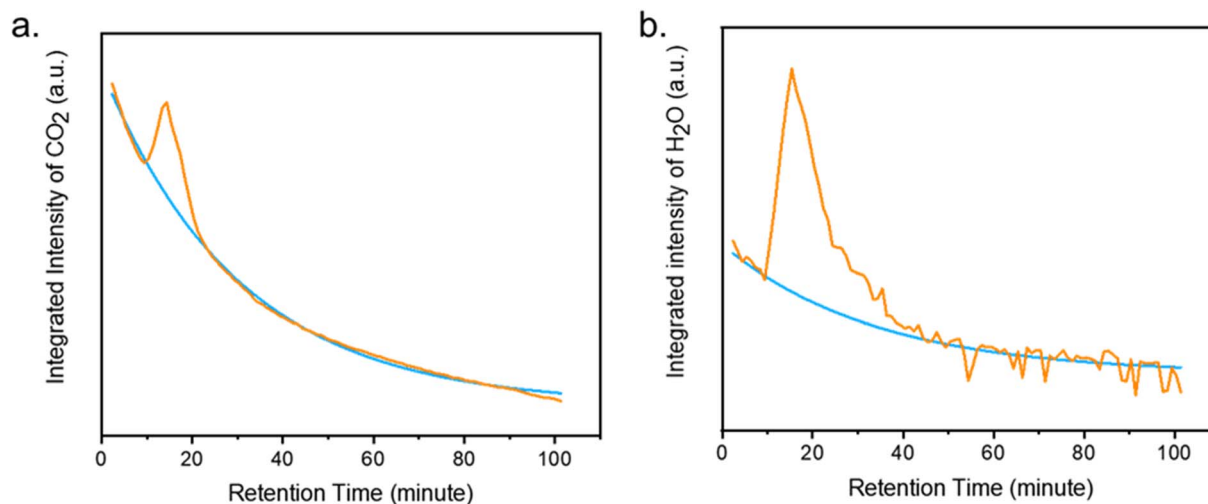 a.
Integrated Intensity of CO2 (a.u.)
0 20 40 60 80 100
Retention Time (minute)
b.
Integrated intensity of H2O (a.u.)
0 20 40 60 80 100
Retention Time (minute)